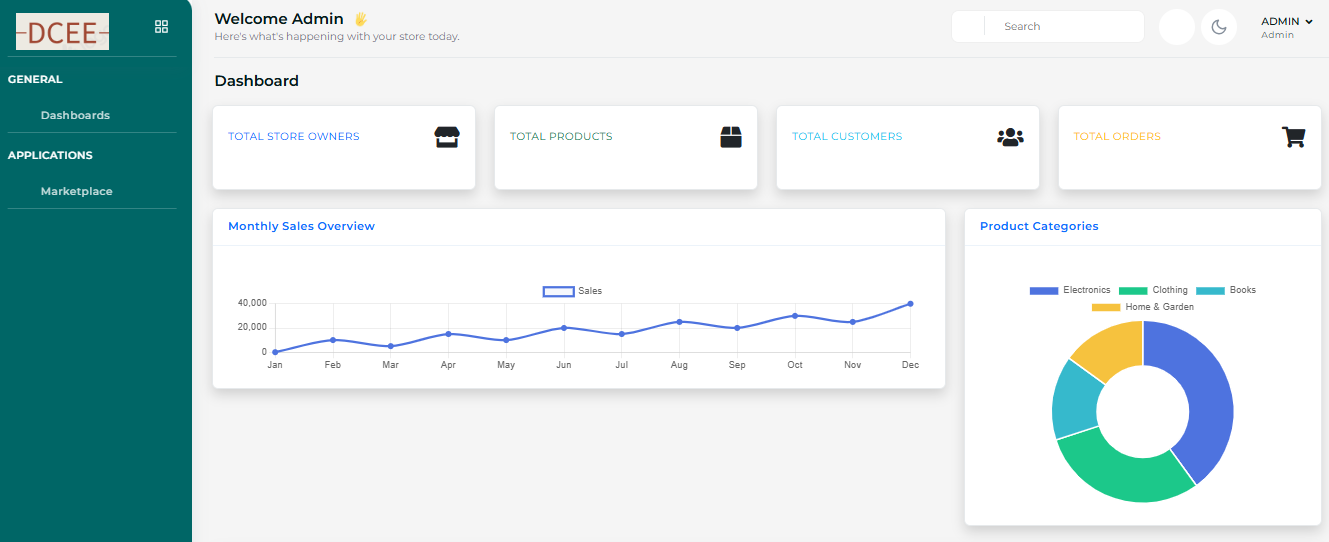 DCEE
GENERAL
Dashboards
APPLICATIONS
Marketplace
Welcome Admin
Here's what's happening with your store today.
Search
ADMIN
Admin
Dashboard
TOTAL STORE OWNERS
TOTAL PRODUCTS
TOTAL CUSTOMERS
TOTAL ORDERS
Monthly Sales Overview
Sales
40,000
20,000
0
Jan Feb Mar Apr May Jun Jul Aug Sep Oct Nov Dec
Product Categories
Electronics Clothing Books
Home & Garden